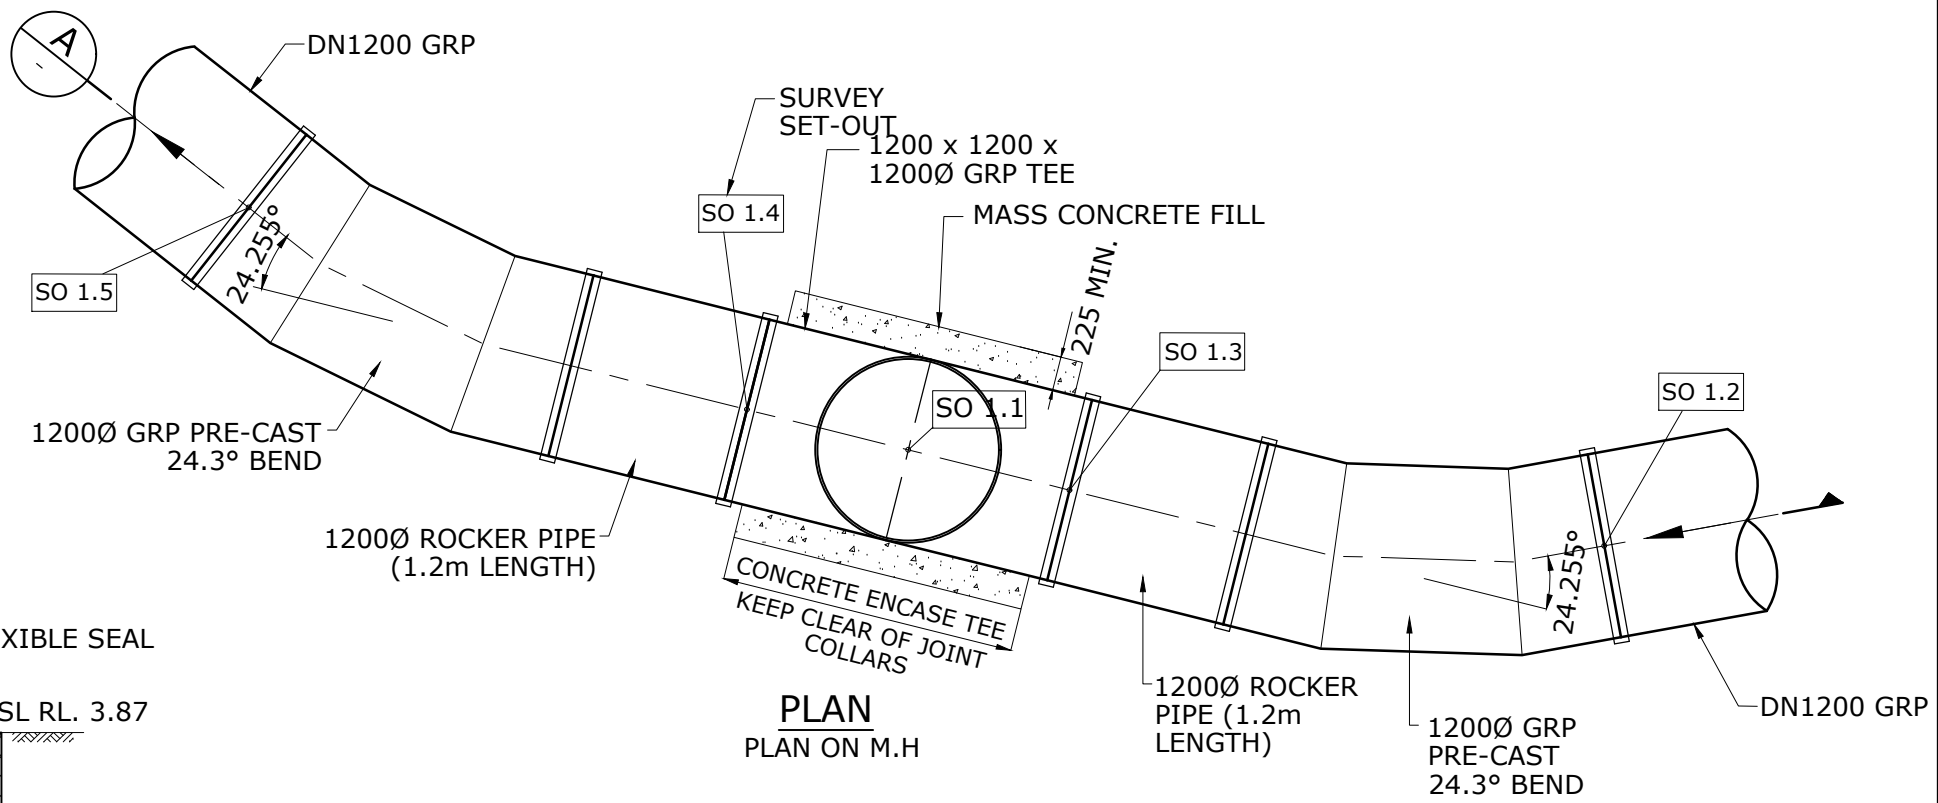 A
DN1200 GRP
SURVEY
SET-OUT
1200 x 1200 x
1200Ø GRP TEE
SO 1.4
MASS CONCRETE FILL
225 MIN.
24.255°
SO 1.5
SO 1.3
SO 1.2
SO 1.1
1200Ø GRP PRE-CAST
24.3° BEND
1200Ø ROCKER PIPE
(1.2m LENGTH)
CONCRETE ENCASE TEE
KEEP CLEAR OF JOINT
COLLARS
24.255°
XIBLE SEAL
SL RL. 3.87
PLAN
PLAN ON M.H
1200Ø ROCKER
PIPE (1.2m
LENGTH)
1200Ø GRP
PRE-CAST
24.3° BEND
DN1200 GRP